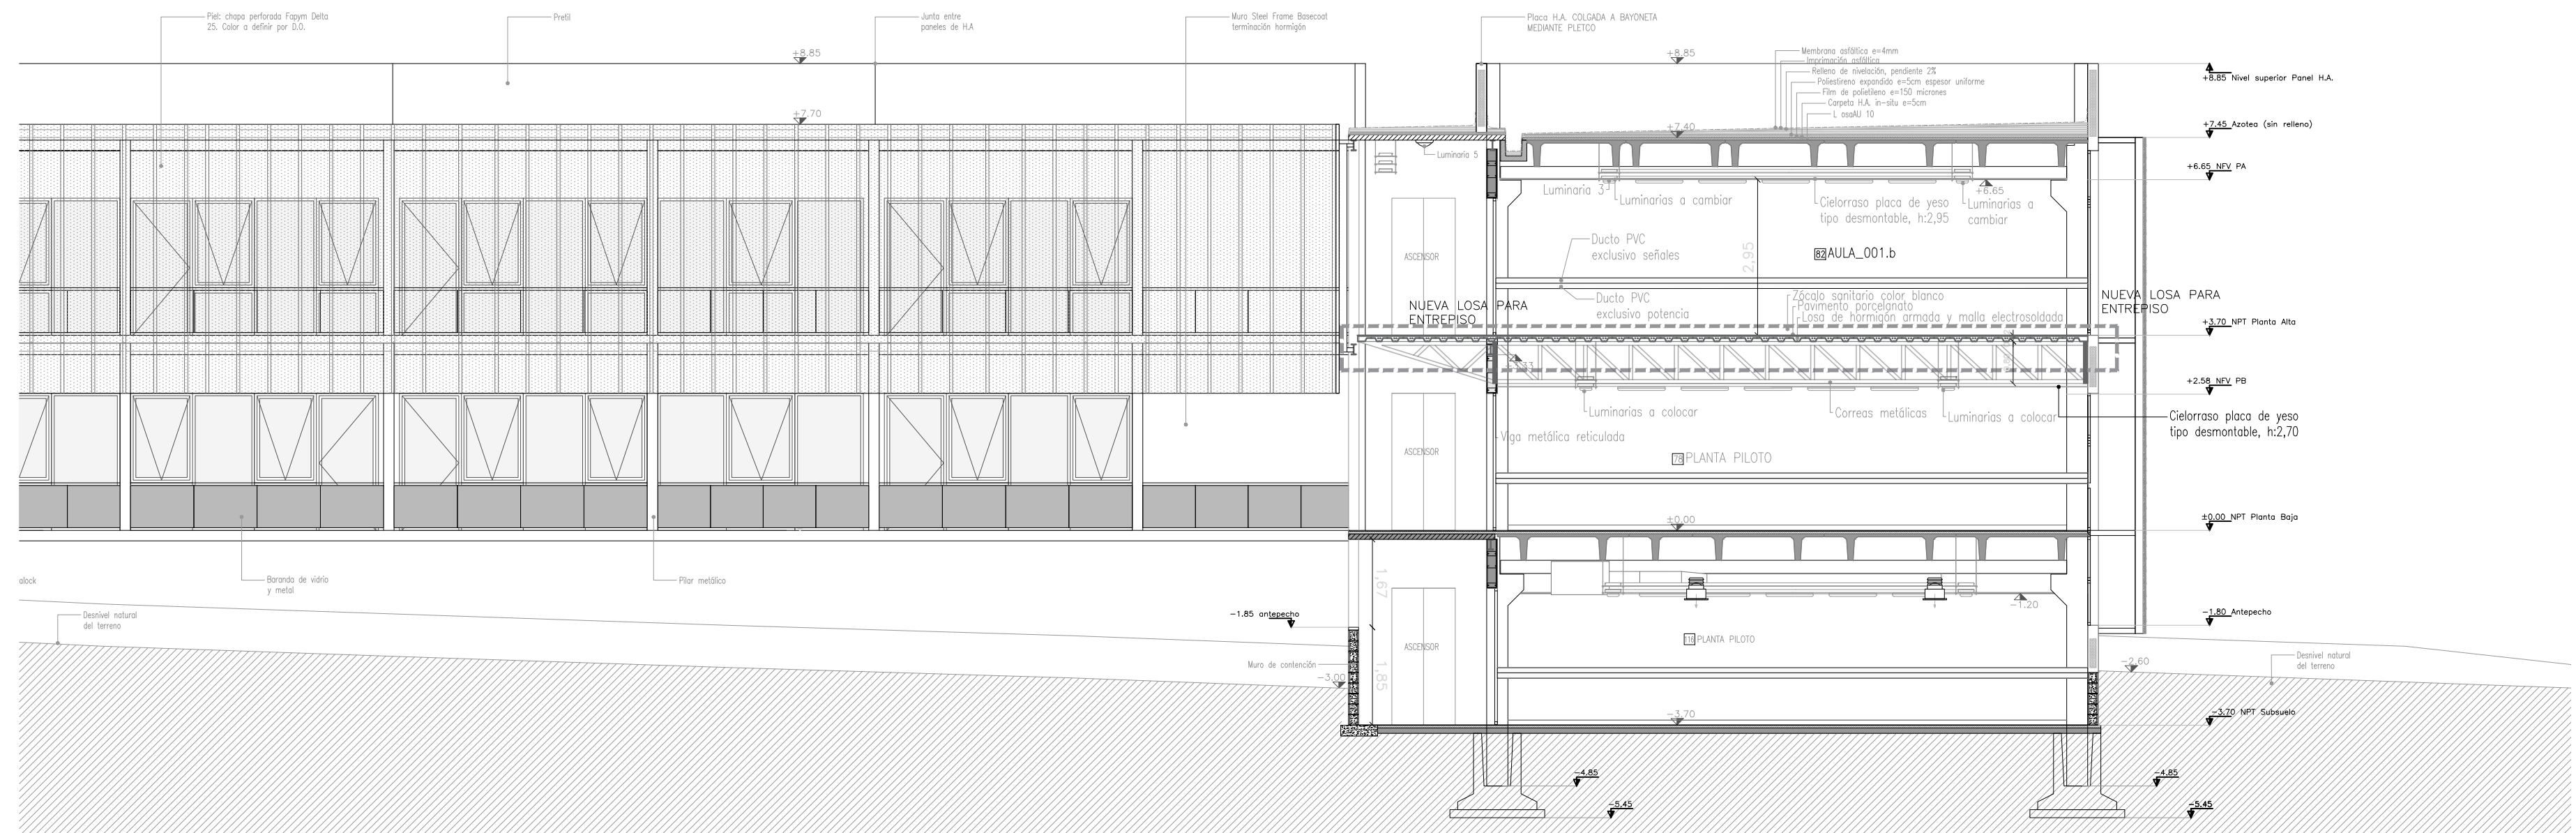 Piel: chapa perforada Fapym Delta
25. Color a definir por D.O.
Pretil
Junta entre
paneles de H.A
Muro Steel Frame Basecoat
terminación hormigón
Placa H.A. COLGADA A BAYONETA
MEDIANTE PLETCO
+8.85
+8.85
Membrana asfáltica e=4mm
Imprimación asfáltica
Relleno de nivelación, pendiente 2%
Poliestireno expandido e=5cm espesor uniforme
Film de polietileno e=150 micrones
Carpeta H.A. in-situ e=5cm
L osaAU 10
+8.85 Nivel superior Panel H.A.
+7.70
+7.40
+7.45 Azotea (sin relleno)
Luminaria 5
+6.65 NFV PA
Luminaria 3
Luminarias a cambiar
Cielorraso placa de yeso
tipo desmontable, h:2,95
+6.65
Luminarias a
cambiar
Ducto PVC
exclusivo señales
2,95
82 AULA_001.b
ASCENSOR
Ducto PVC
exclusivo potencia
Zócalo sanitario color blanco
Pavimento porcelanato
Losa de hormigón armada y malla electrosoldada
NUEVA LOSA PARA
ENTREPISO
NUEVA LOSA PARA
ENTREPISO
+3.70 NPT Planta Alta
+2.58 NFV PB
Luminarias a colocar
Correas metálicas
Luminarias a colocar
Cielorraso placa de yeso
tipo desmontable, h:2,70
Viga metálica reticulada
ASCENSOR
78 PLANTA PILOTO
±0.00
±0.00 NPT Planta Baja
alock
Baranda de vidrio
y metal
Pilar metálico
1,67
-1.20
Desnivel natural
del terreno
-1.85 antepecho
-1.80 Antepecho
116 PLANTA PILOTO
ASCENSOR
Muro de contención
1,85
-3.00
-2.60
Desnivel natural
del terreno
-3.70
-3.70 NPT Subsuelo
-4.85
-4.85
-5.45
-5.45